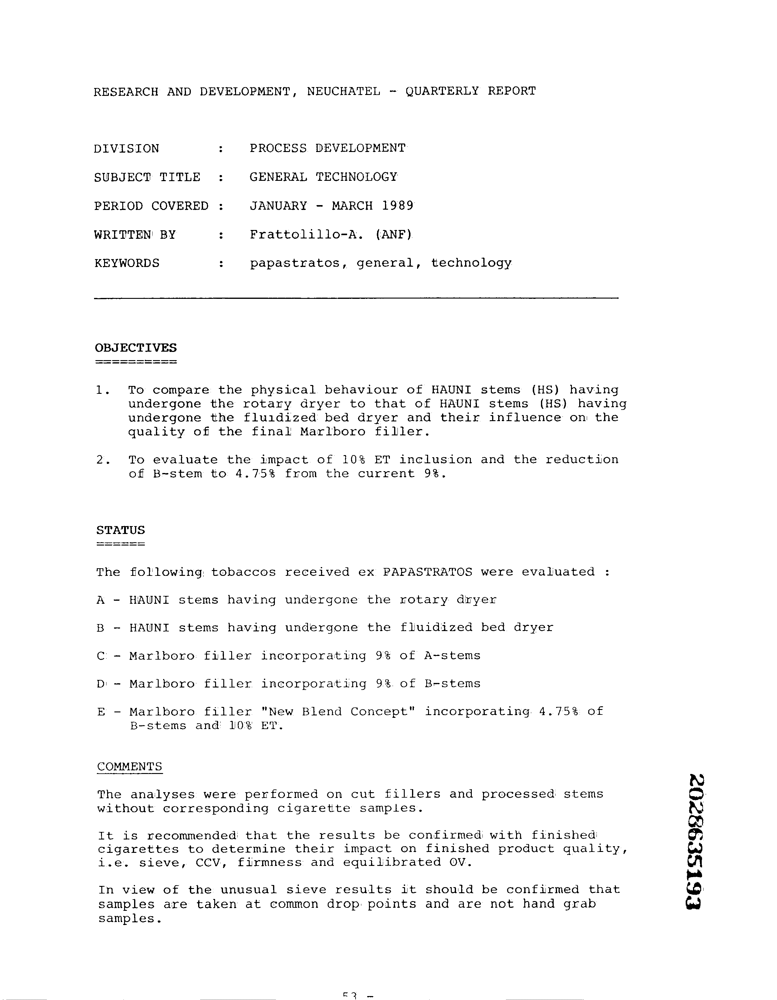 RESEARCH AND DEVELOPMENT, NEUCHATEL - QUARTERLY REPORT
DIVISION : PROCESS DEVELOPMENT
SUBJECT TITLE : GENERAL TECHNOLOGY
PERIOD COVERED : JANUARY - MARCH 1989
WRITTEN BY : Frattolillo-A. (ANF)
KEYWORDS : papastratos, general, technology
OBJECTIVES
==========
1. To compare the physical behaviour of HAUNI stems (HS) having
undergone the rotary dryer to that of HAUNI stems (HS) having
undergone the fluidized bed dryer and their influence on the
quality of the final Marlboro filler.
2. To evaluate the impact of 10% ET inclusion and the reduction
of B-stem to 4.75% from the current 9%.
STATUS
======
The following tobaccos received ex PAPASTRATOS were evaluated :
A - HAUNI stems having undergone the rotary dryer
B - HAUNI stems having undergone the fluidized bed dryer
C - Marlboro filler incorporating 9% of A-stems
D - Marlboro filler incorporating 9% of B-stems
E - Marlboro filler "New Blend Concept" incorporating 4.75% of
B-stems and 10% ET.
COMMENTS
The analyses were performed on cut fillers and processed stems
without corresponding cigarette samples.
It is recommended that the results be confirmed with finished
cigarettes to determine their impact on finished product quality,
i.e. sieve, CCV, firmness and equilibrated OV.
In view of the unusual sieve results it should be confirmed that
samples are taken at common drop points and are not hand grab
samples.
2028635193
53 -